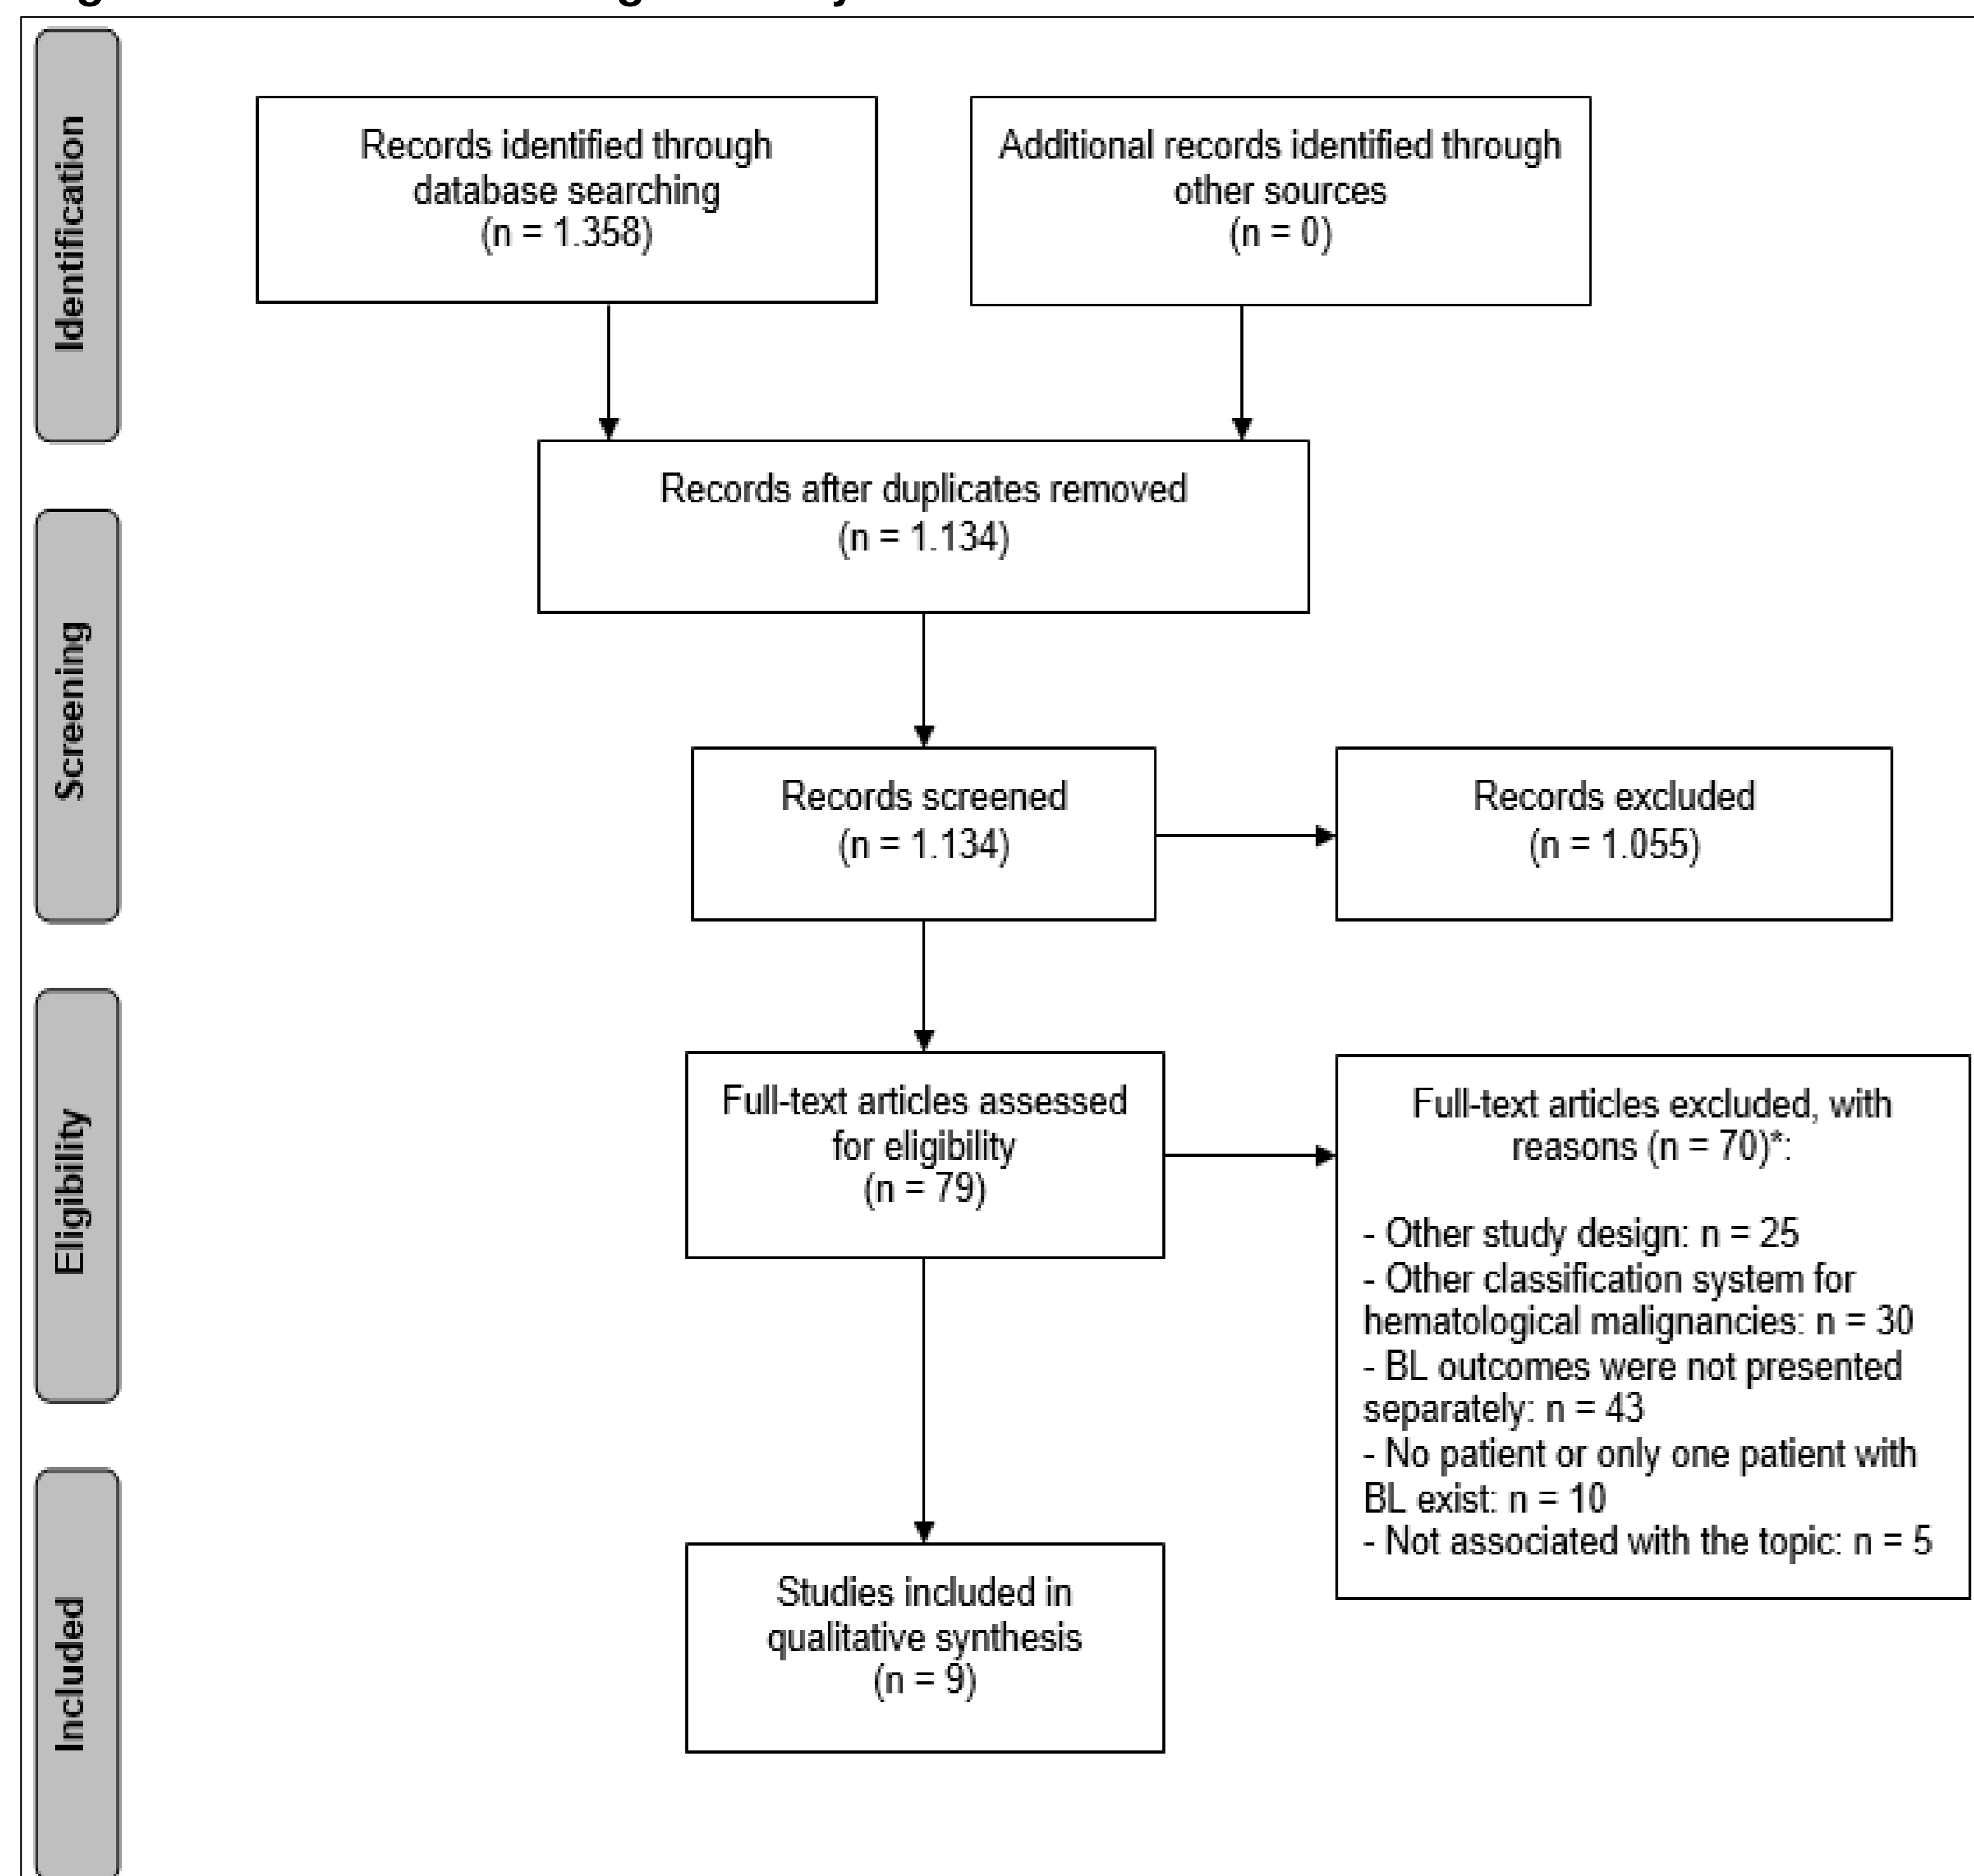 Identification
Records identified through
database searching
(n = 1.358)
Additional records identified through
other sources
(n = 0)
Records after duplicates removed
(n = 1.134)
Screening
Records screened
(n = 1.134)
Records excluded
(n = 1.055)
Eligibility
Full-text articles assessed
for eligibility
(n = 79)
Full-text articles excluded, with
reasons (n = 70)*:
- Other study design: n = 25
- Other classification system for
hematological malignancies: n = 30
- BL outcomes were not presented
separately: n = 43
- No patient or only one patient with
BL exist: n = 10
- Not associated with the topic: n = 5
Included
Studies included in
qualitative synthesis
(n = 9)